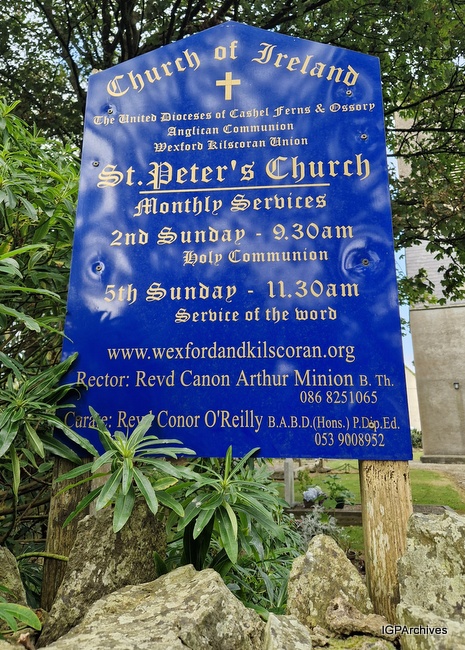 Church of Ireland
The United Dioceses of Cashel Ferns & Ossory
Anglican Communion
Wexford Kilscoran Union
St. Peter's Church
Monthly Services
2nd Sunday - 9.30am
Holy Communion
5th Sunday - 11.30am
Service of the word
www.wexfordandkilscoran.org
Rector: Revd Canon Arthur Minion B. Th.
086 8251065
Curate: Revd Conor O'Reilly B.A.B.D.(Hons.) P.Dip.Ed.
053 9008952
IGPArchives